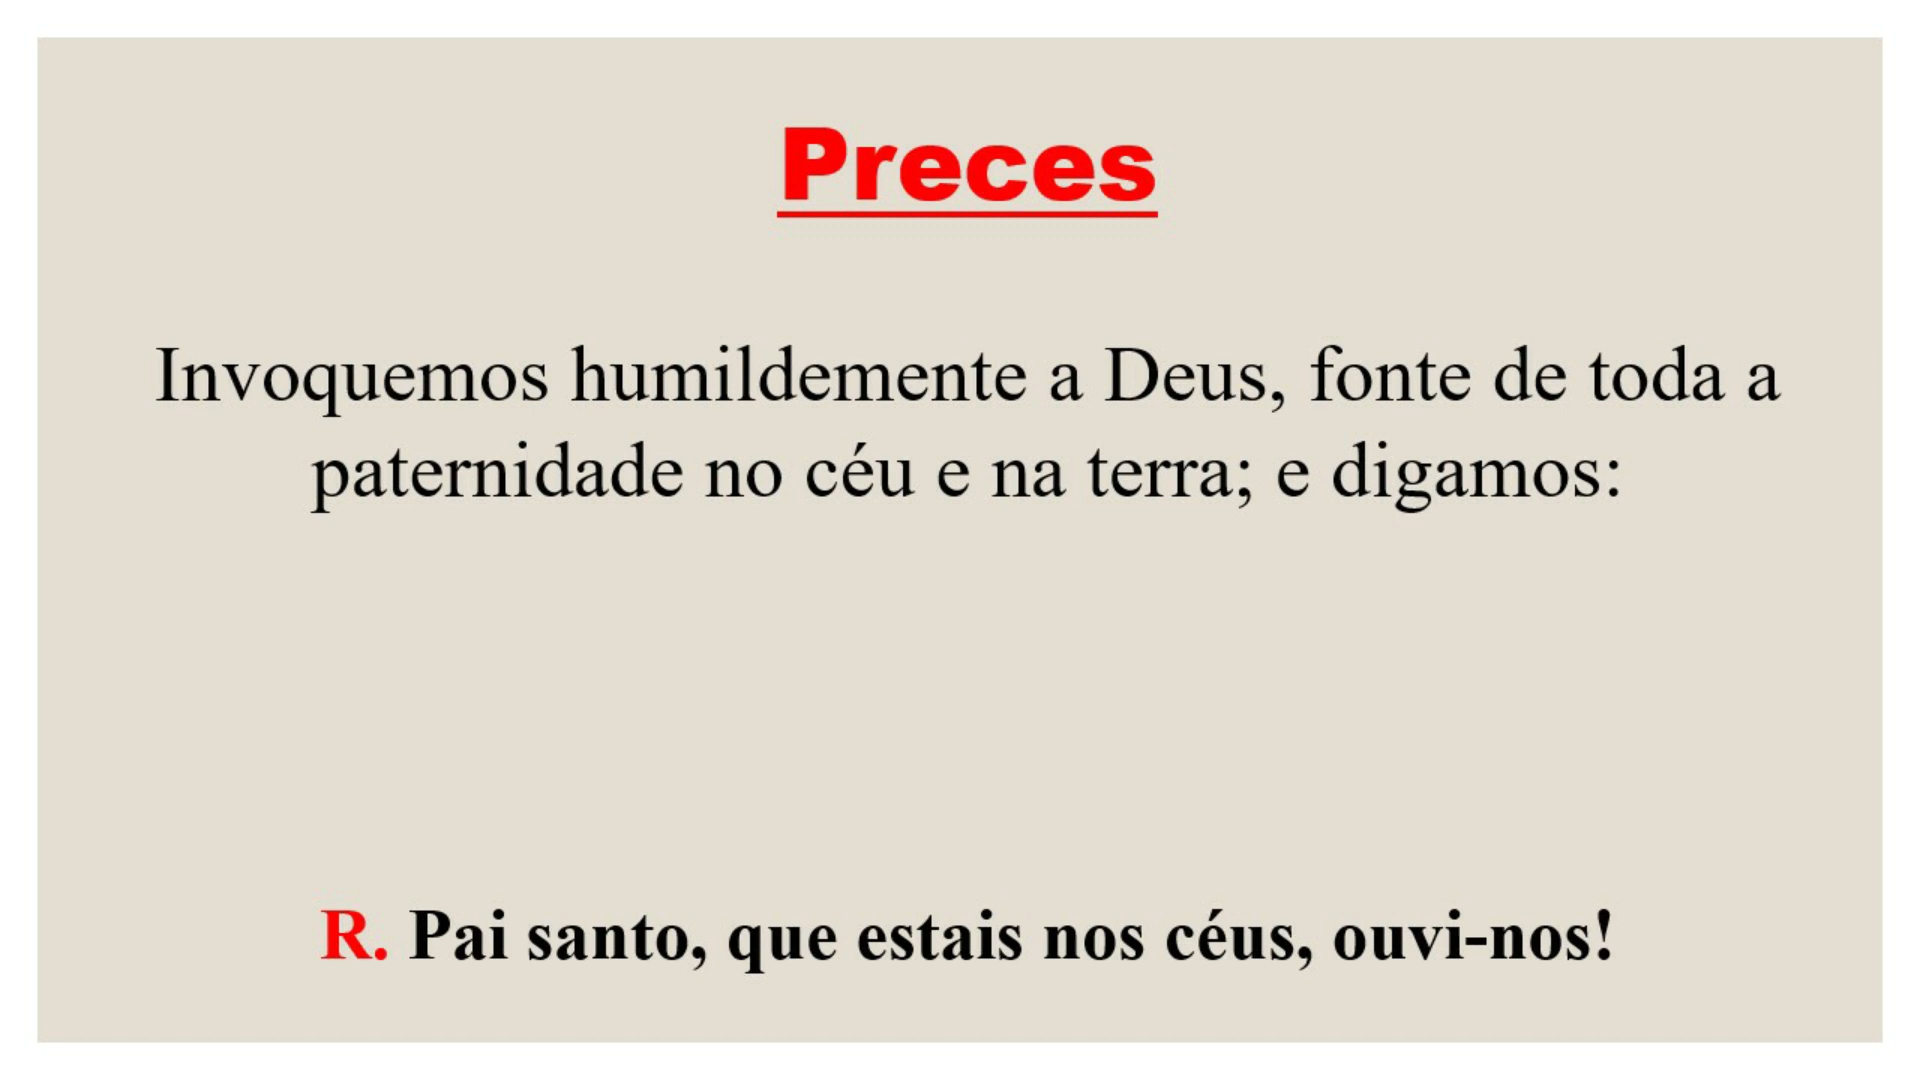 Preces
Invoquemos humildemente a Deus, fonte de toda a
paternidade no céu e na terra; e digamos:
R. Pai santo, que estais nos céus, ouvi-nos!